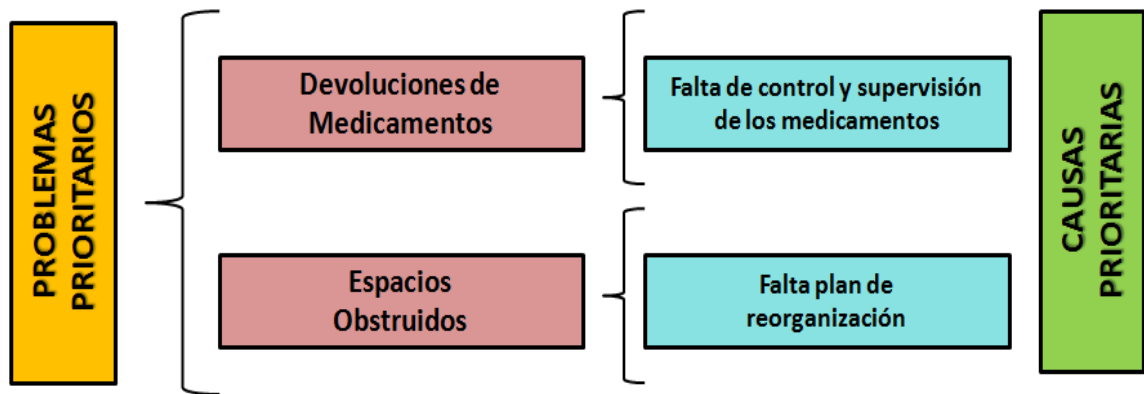 PROBLEMAS
PRIORITARIOS
Devoluciones de
Medicamentos
Falta de control y supervisión
de los medicamentos
Espacios
Obstruidos
Falta plan de
reorganización
CAUSAS
PRIORITARIAS